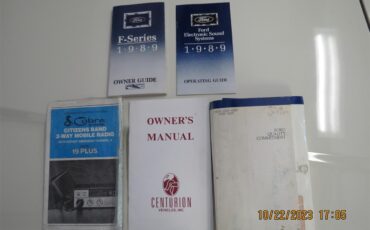 Ford
F-Series
1•9•8•9
OWNER GUIDE
Ford
Ford
Electronic Sound
Systems
1•9•8•9
OPERATING GUIDE
Cobra
CITIZENS BAND
2-WAY MOBILE RADIO
19 PLUS
OWNER'S
MANUAL
CENTURION
VEHICLES, INC.
FORD
QUALITY
COMMITMENT
10/22/2023 17:05